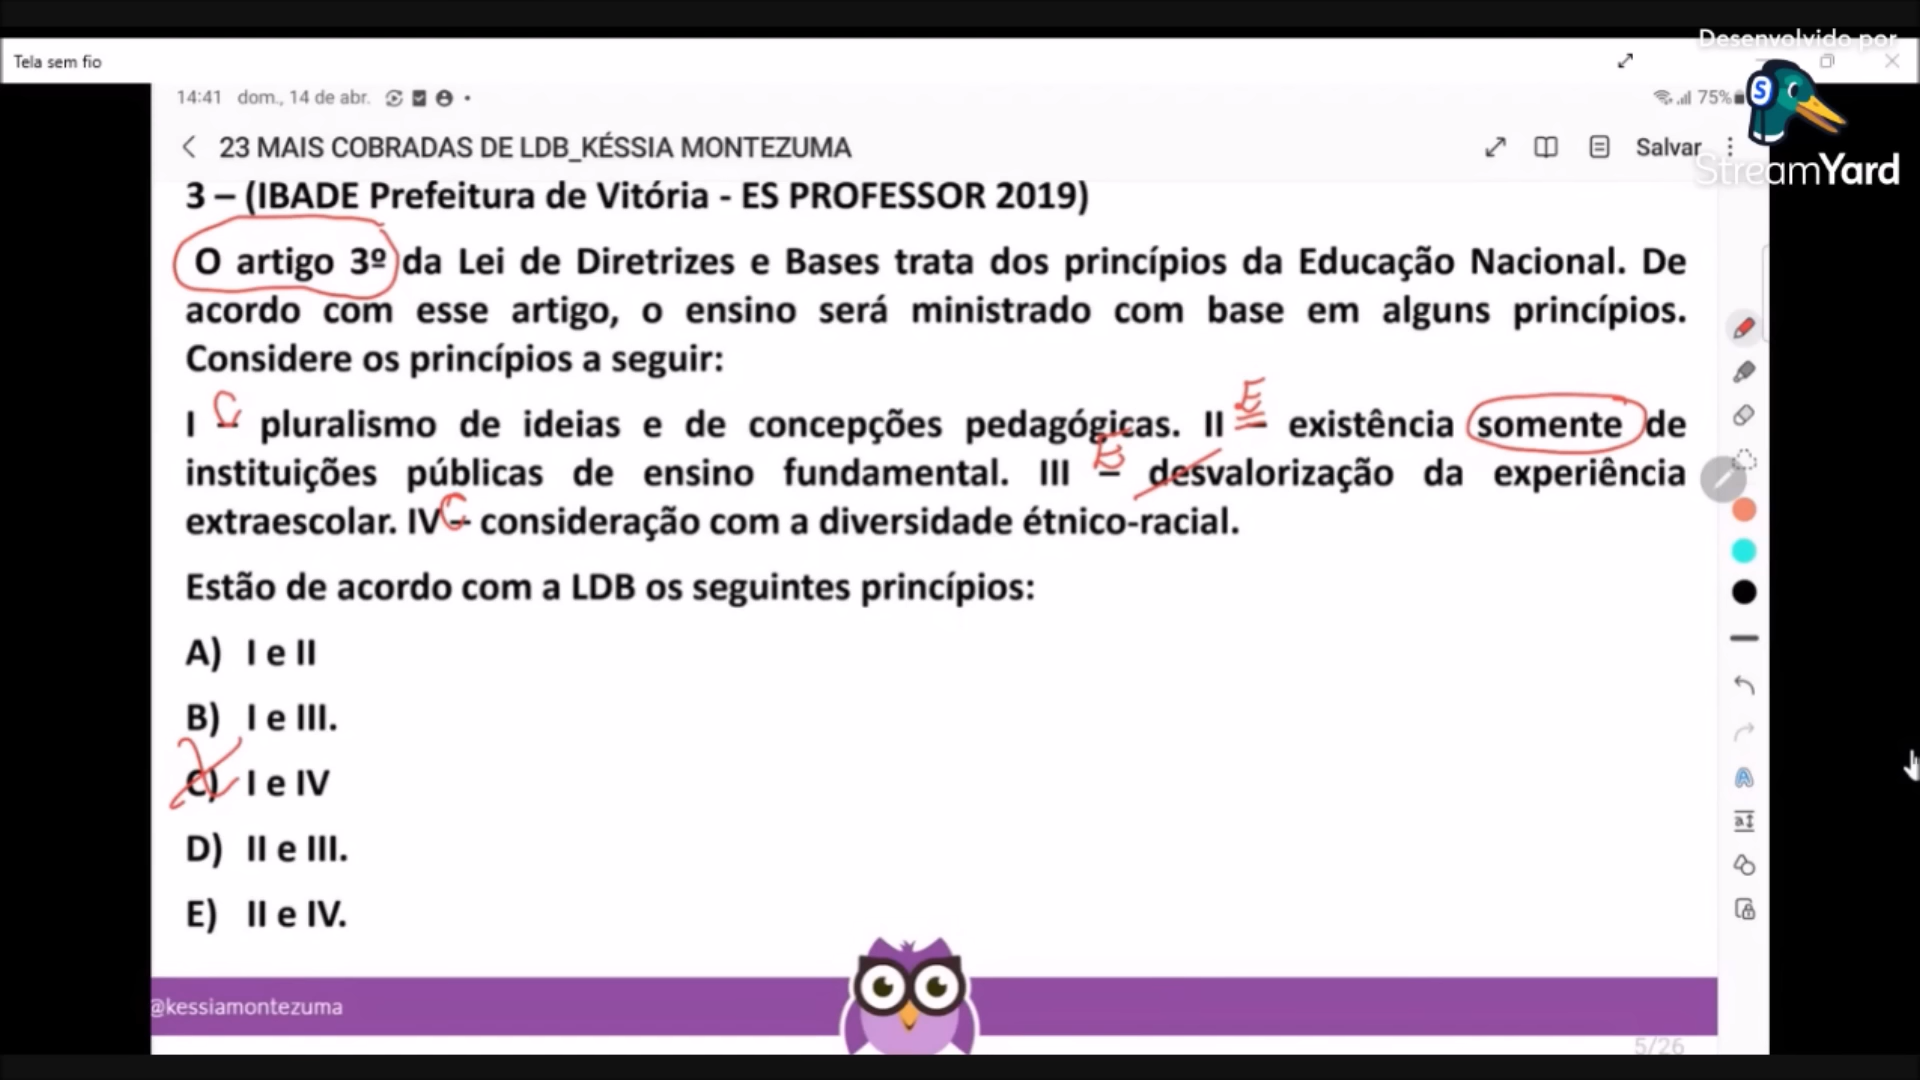 Desenvolvido por
Tela sem fio
14:41 dom., 14 de abr.
75%
23 MAIS COBRADAS DE LDB_KÉSSIA MONTEZUMA
Salvar
StreamYard
3 – (IBADE Prefeitura de Vitória - ES PROFESSOR 2019)
O artigo 3º da Lei de Diretrizes e Bases trata dos princípios da Educação Nacional. De
acordo com esse artigo, o ensino será ministrado com base em alguns princípios.
Considere os princípios a seguir:
E
C
I – pluralismo de ideias e de concepções pedagógicas. II – existência somente de
E
instituições públicas de ensino fundamental. III – desvalorização da experiência
C
extraescolar. IV – consideração com a diversidade étnico-racial.
Estão de acordo com a LDB os seguintes princípios:
A) I e II
B) I e III.
C) I e IV
D) II e III.
E) II e IV.
@kessiamontezuma
5/26